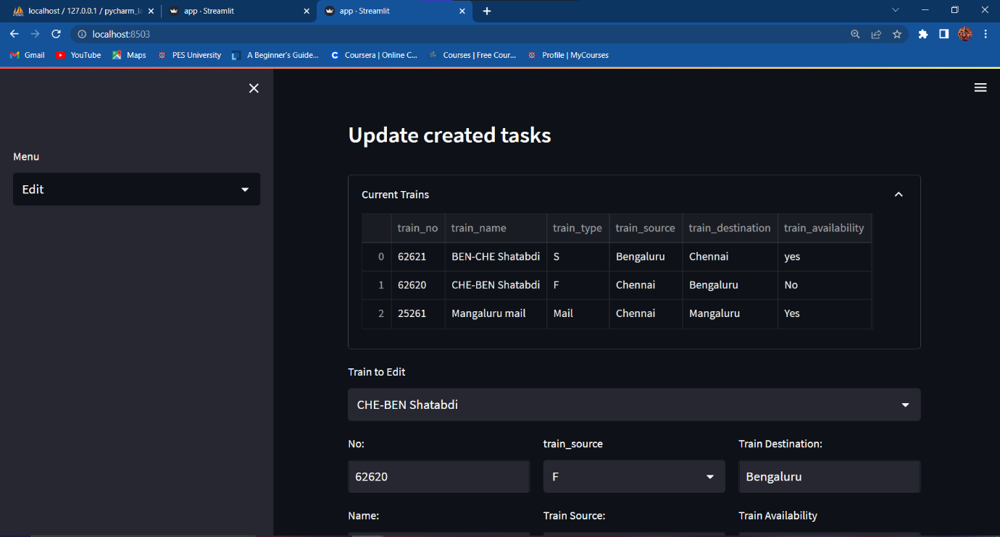 localhost / 127.0.0.1 / pycharm_la
app · Streamlit
app · Streamlit
localhost:8503
Gmail
YouTube
Maps
PES University
A Beginner's Guide...
Coursera | Online C...
Courses | Free Cour...
Profile | MyCourses
Menu
Edit
Update created tasks
Current Trains
train_no train_name train_type train_source train_destination train_availability
0 62621 BEN-CHE Shatabdi S Bengaluru Chennai yes
1 62620 CHE-BEN Shatabdi F Chennai Bengaluru No
2 25261 Mangaluru mail Mail Chennai Mangaluru Yes
Train to Edit
CHE-BEN Shatabdi
No: train_source Train Destination:
62620 F Bengaluru
Name: Train Source: Train Availability